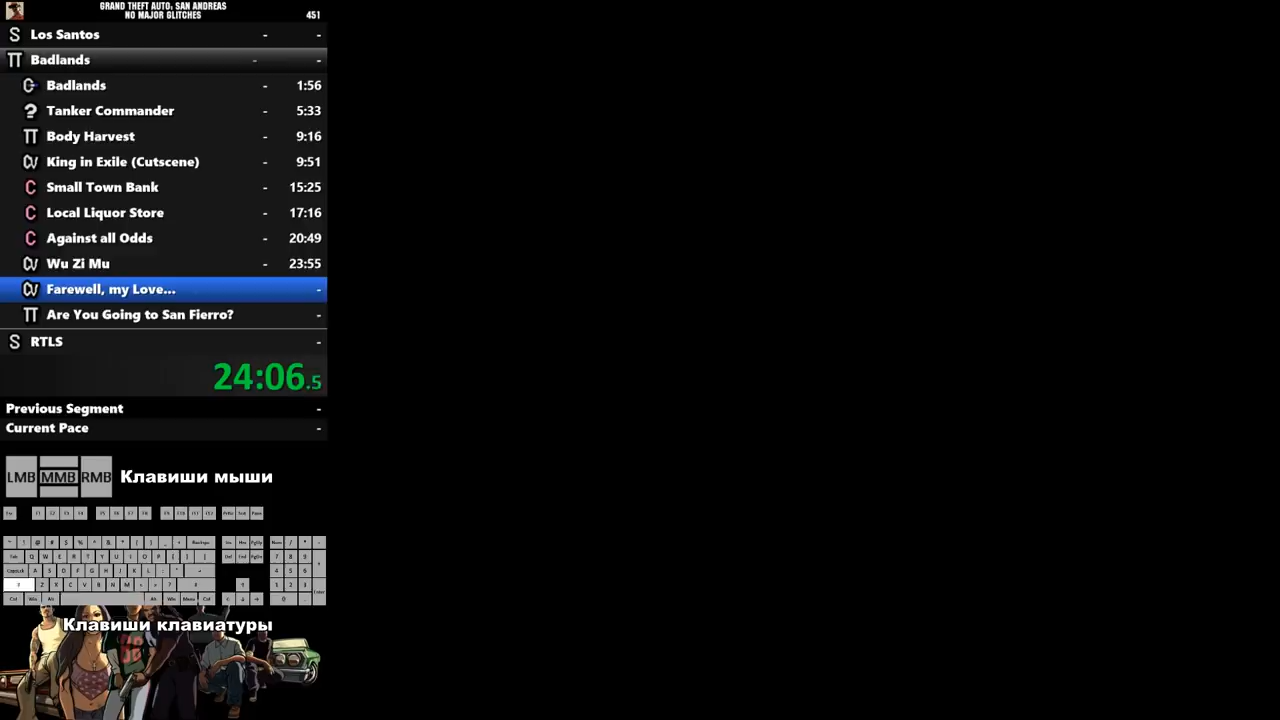 GRAND THEFT AUTO: SAN ANDREAS
NO MAJOR GLITCHES
451
Los Santos - -
Badlands - -
Badlands - 1:56
Tanker Commander - 5:33
Body Harvest - 9:16
King in Exile (Cutscene) - 9:51
Small Town Bank - 15:25
Local Liquor Store - 17:16
Against all Odds - 20:49
Wu Zi Mu - 23:55
Farewell, my Love... -
Are You Going to San Fierro? -
RTLS -
24:06.5
Previous Segment -
Current Pace -
LMB MMB RMB Клавиши мыши
Клавиши клавиатуры